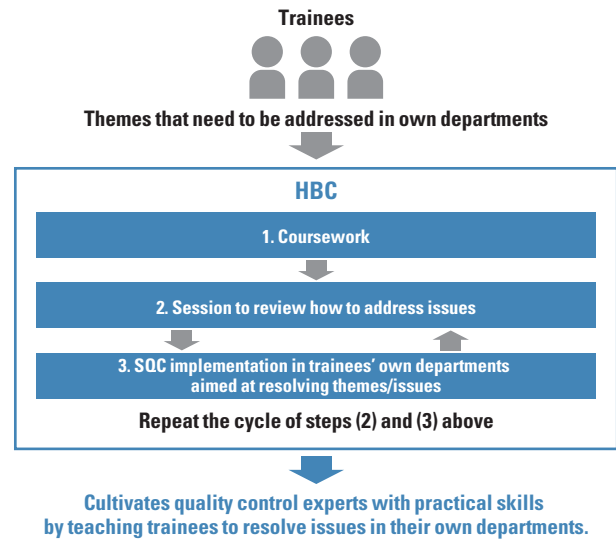 Trainees
Themes that need to be addressed in own departments
HBC
1. Coursework
2. Session to review how to address issues
3. SQC implementation in trainees' own departments
aimed at resolving themes/issues
Repeat the cycle of steps (2) and (3) above
Cultivates quality control experts with practical skills
by teaching trainees to resolve issues in their own departments.